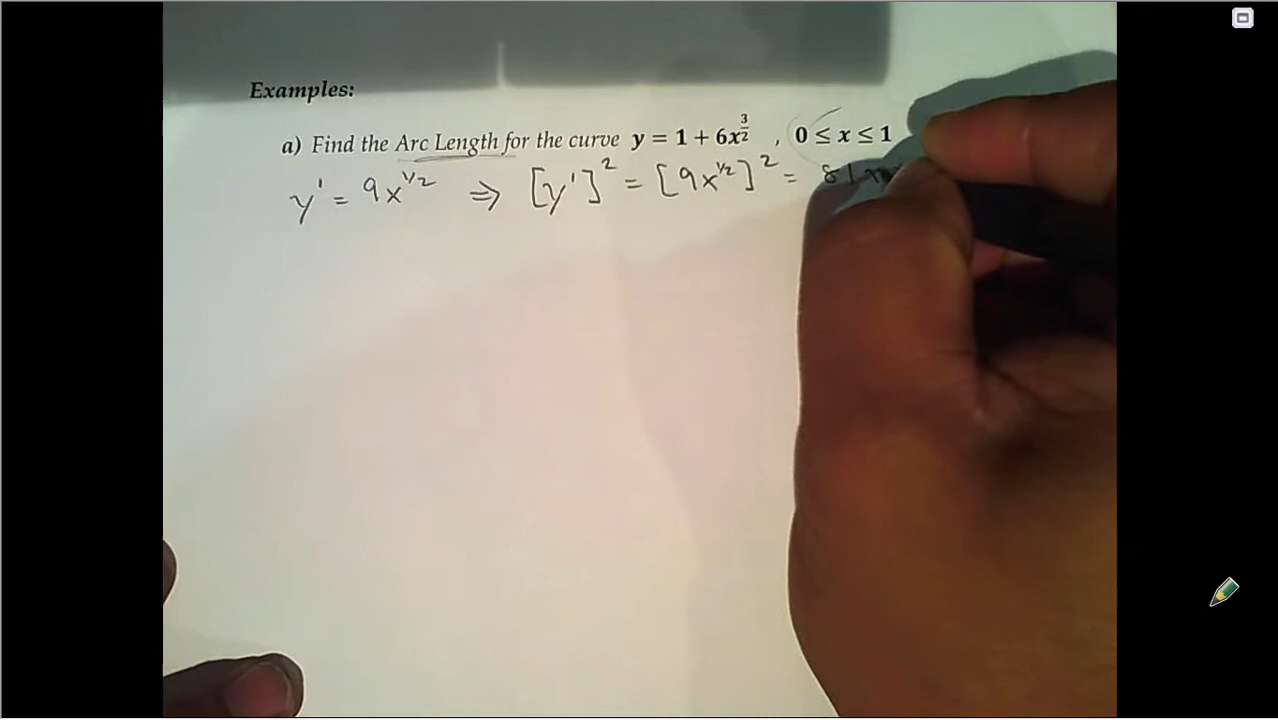 Examples:
a) Find the Arc Length for the curve y = 1 + 6x^{3/2} , 0 ≤ x ≤ 1
y' = 9x^{1/2} ⇒ [y']^2 = [9x^{1/2}]^2 = 81x